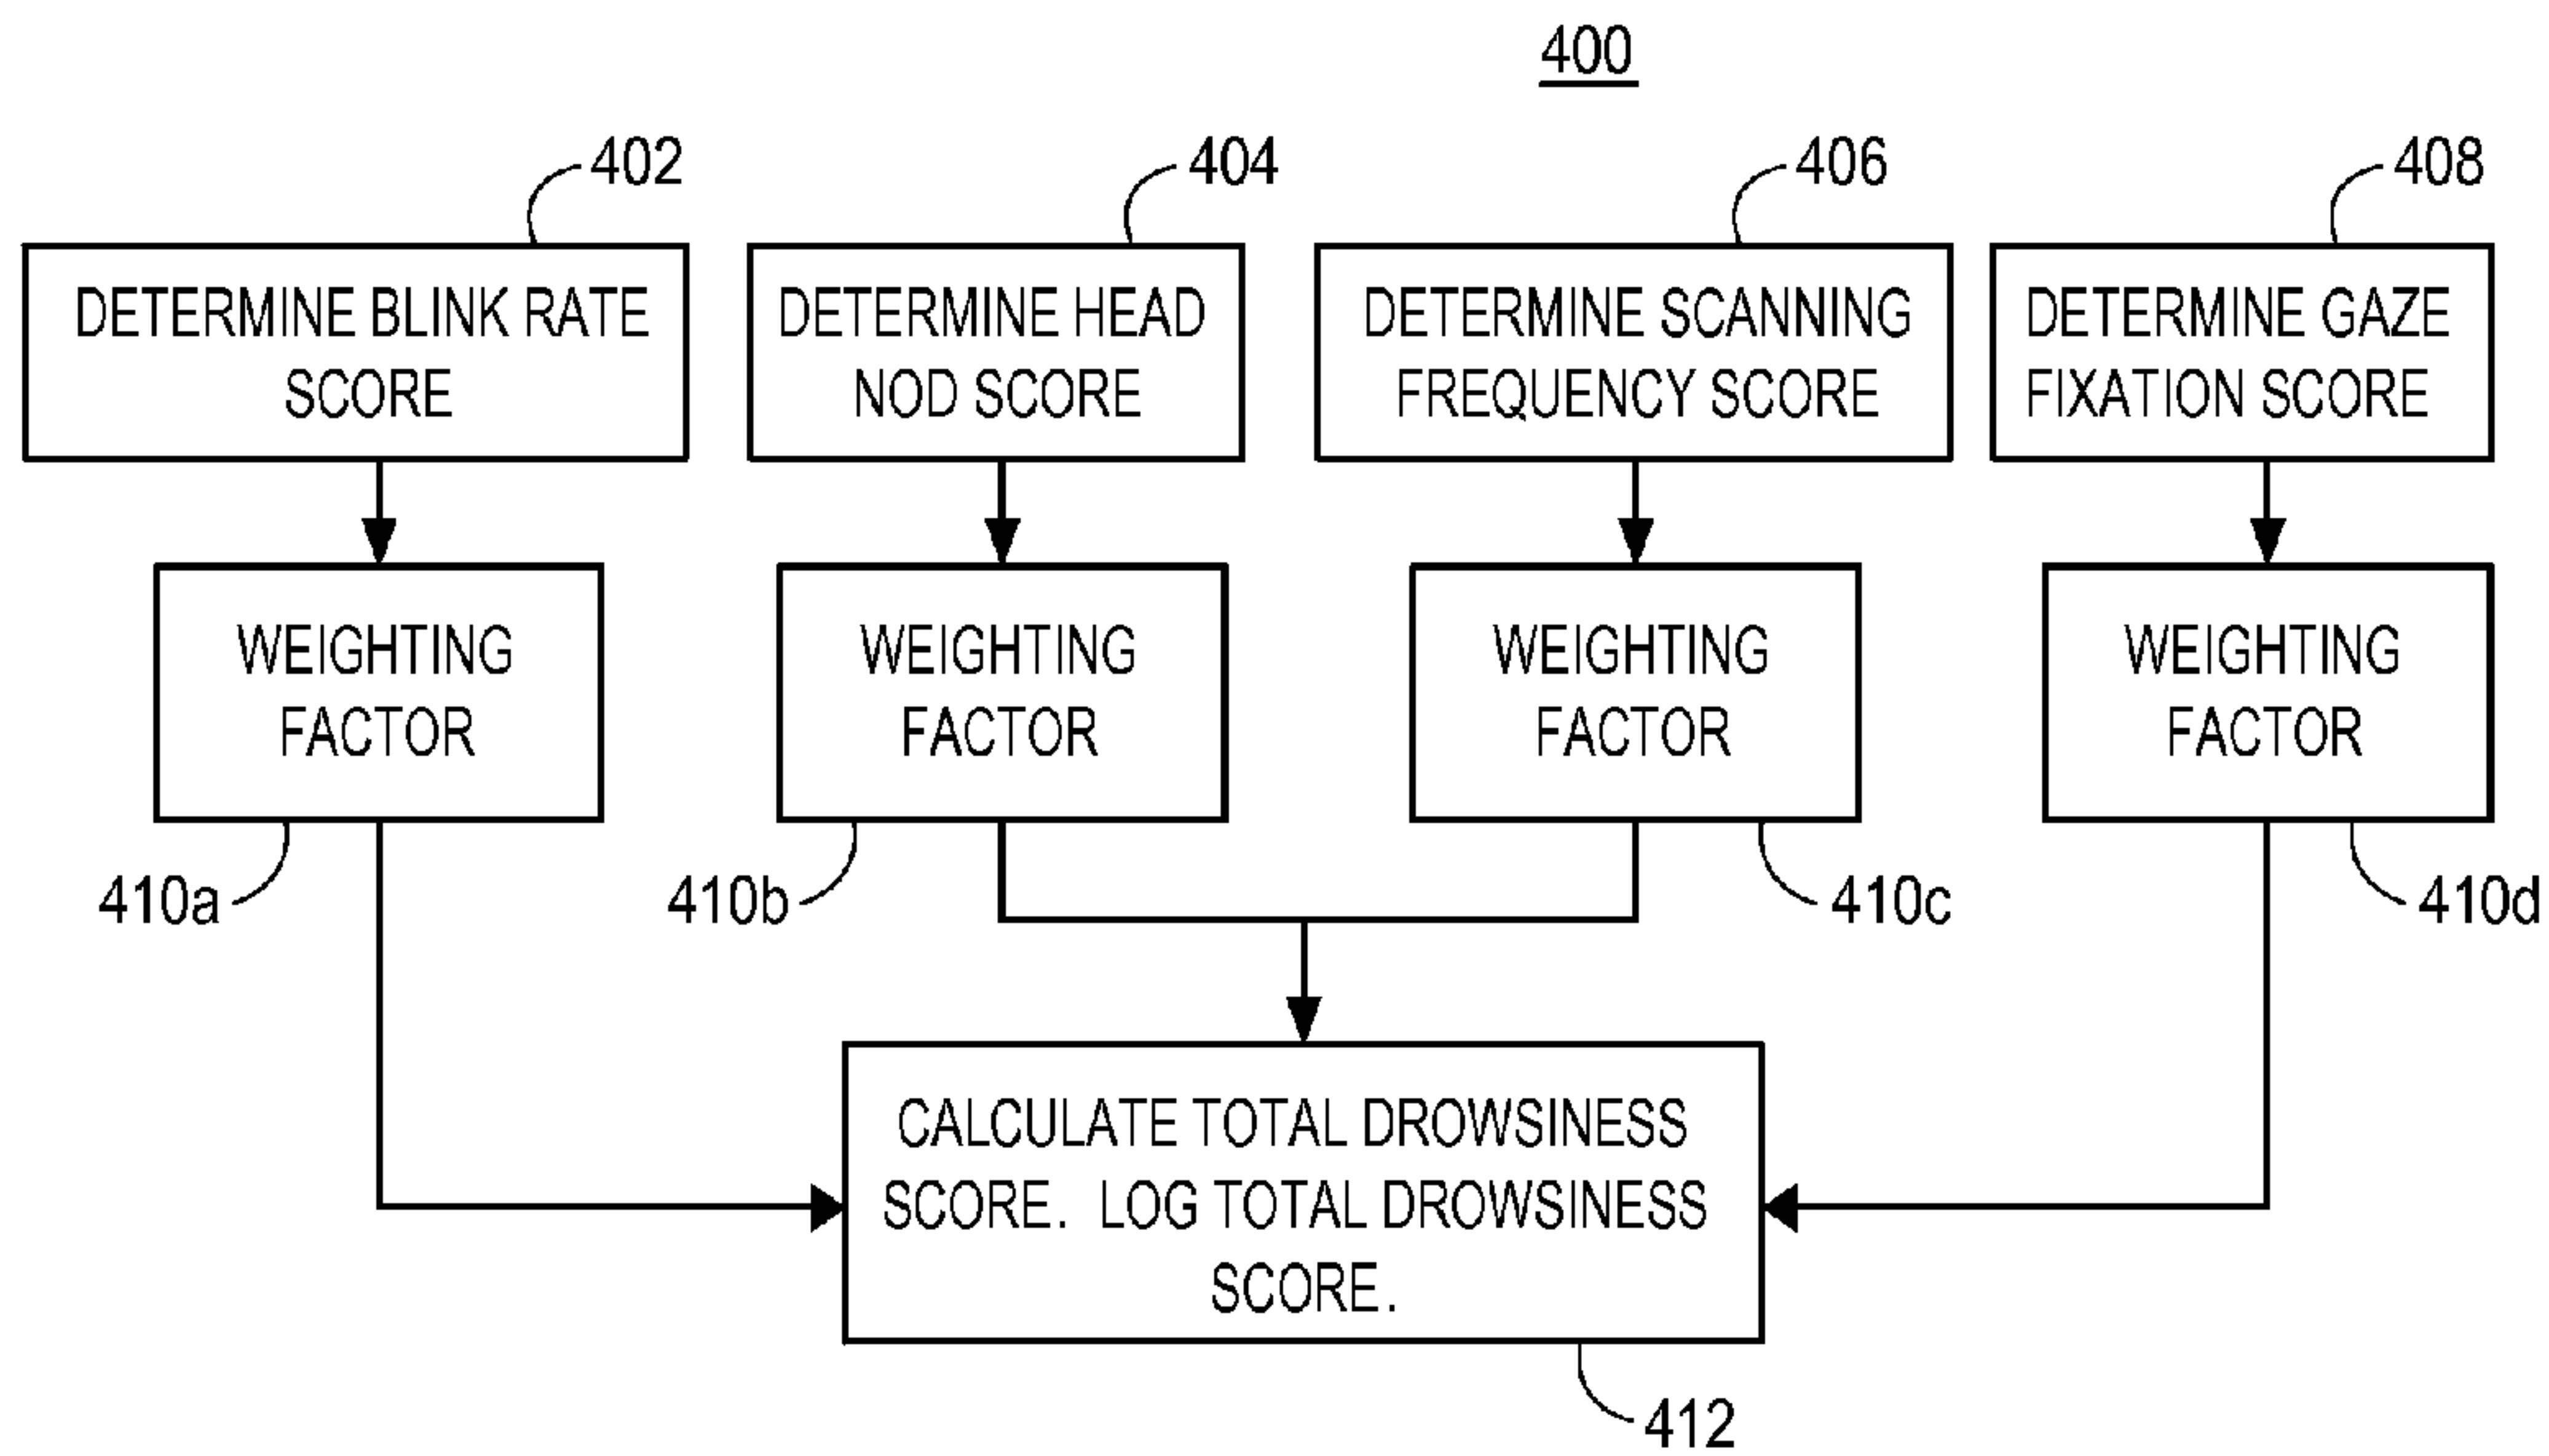 400
402
404
406
408
DETERMINE BLINK RATE
SCORE
DETERMINE HEAD
NOD SCORE
DETERMINE SCANNING
FREQUENCY SCORE
DETERMINE GAZE
FIXATION SCORE
WEIGHTING
FACTOR
WEIGHTING
FACTOR
WEIGHTING
FACTOR
WEIGHTING
FACTOR
410a
410b
410c
410d
CALCULATE TOTAL DROWSINESS
SCORE. LOG TOTAL DROWSINESS
SCORE.
412